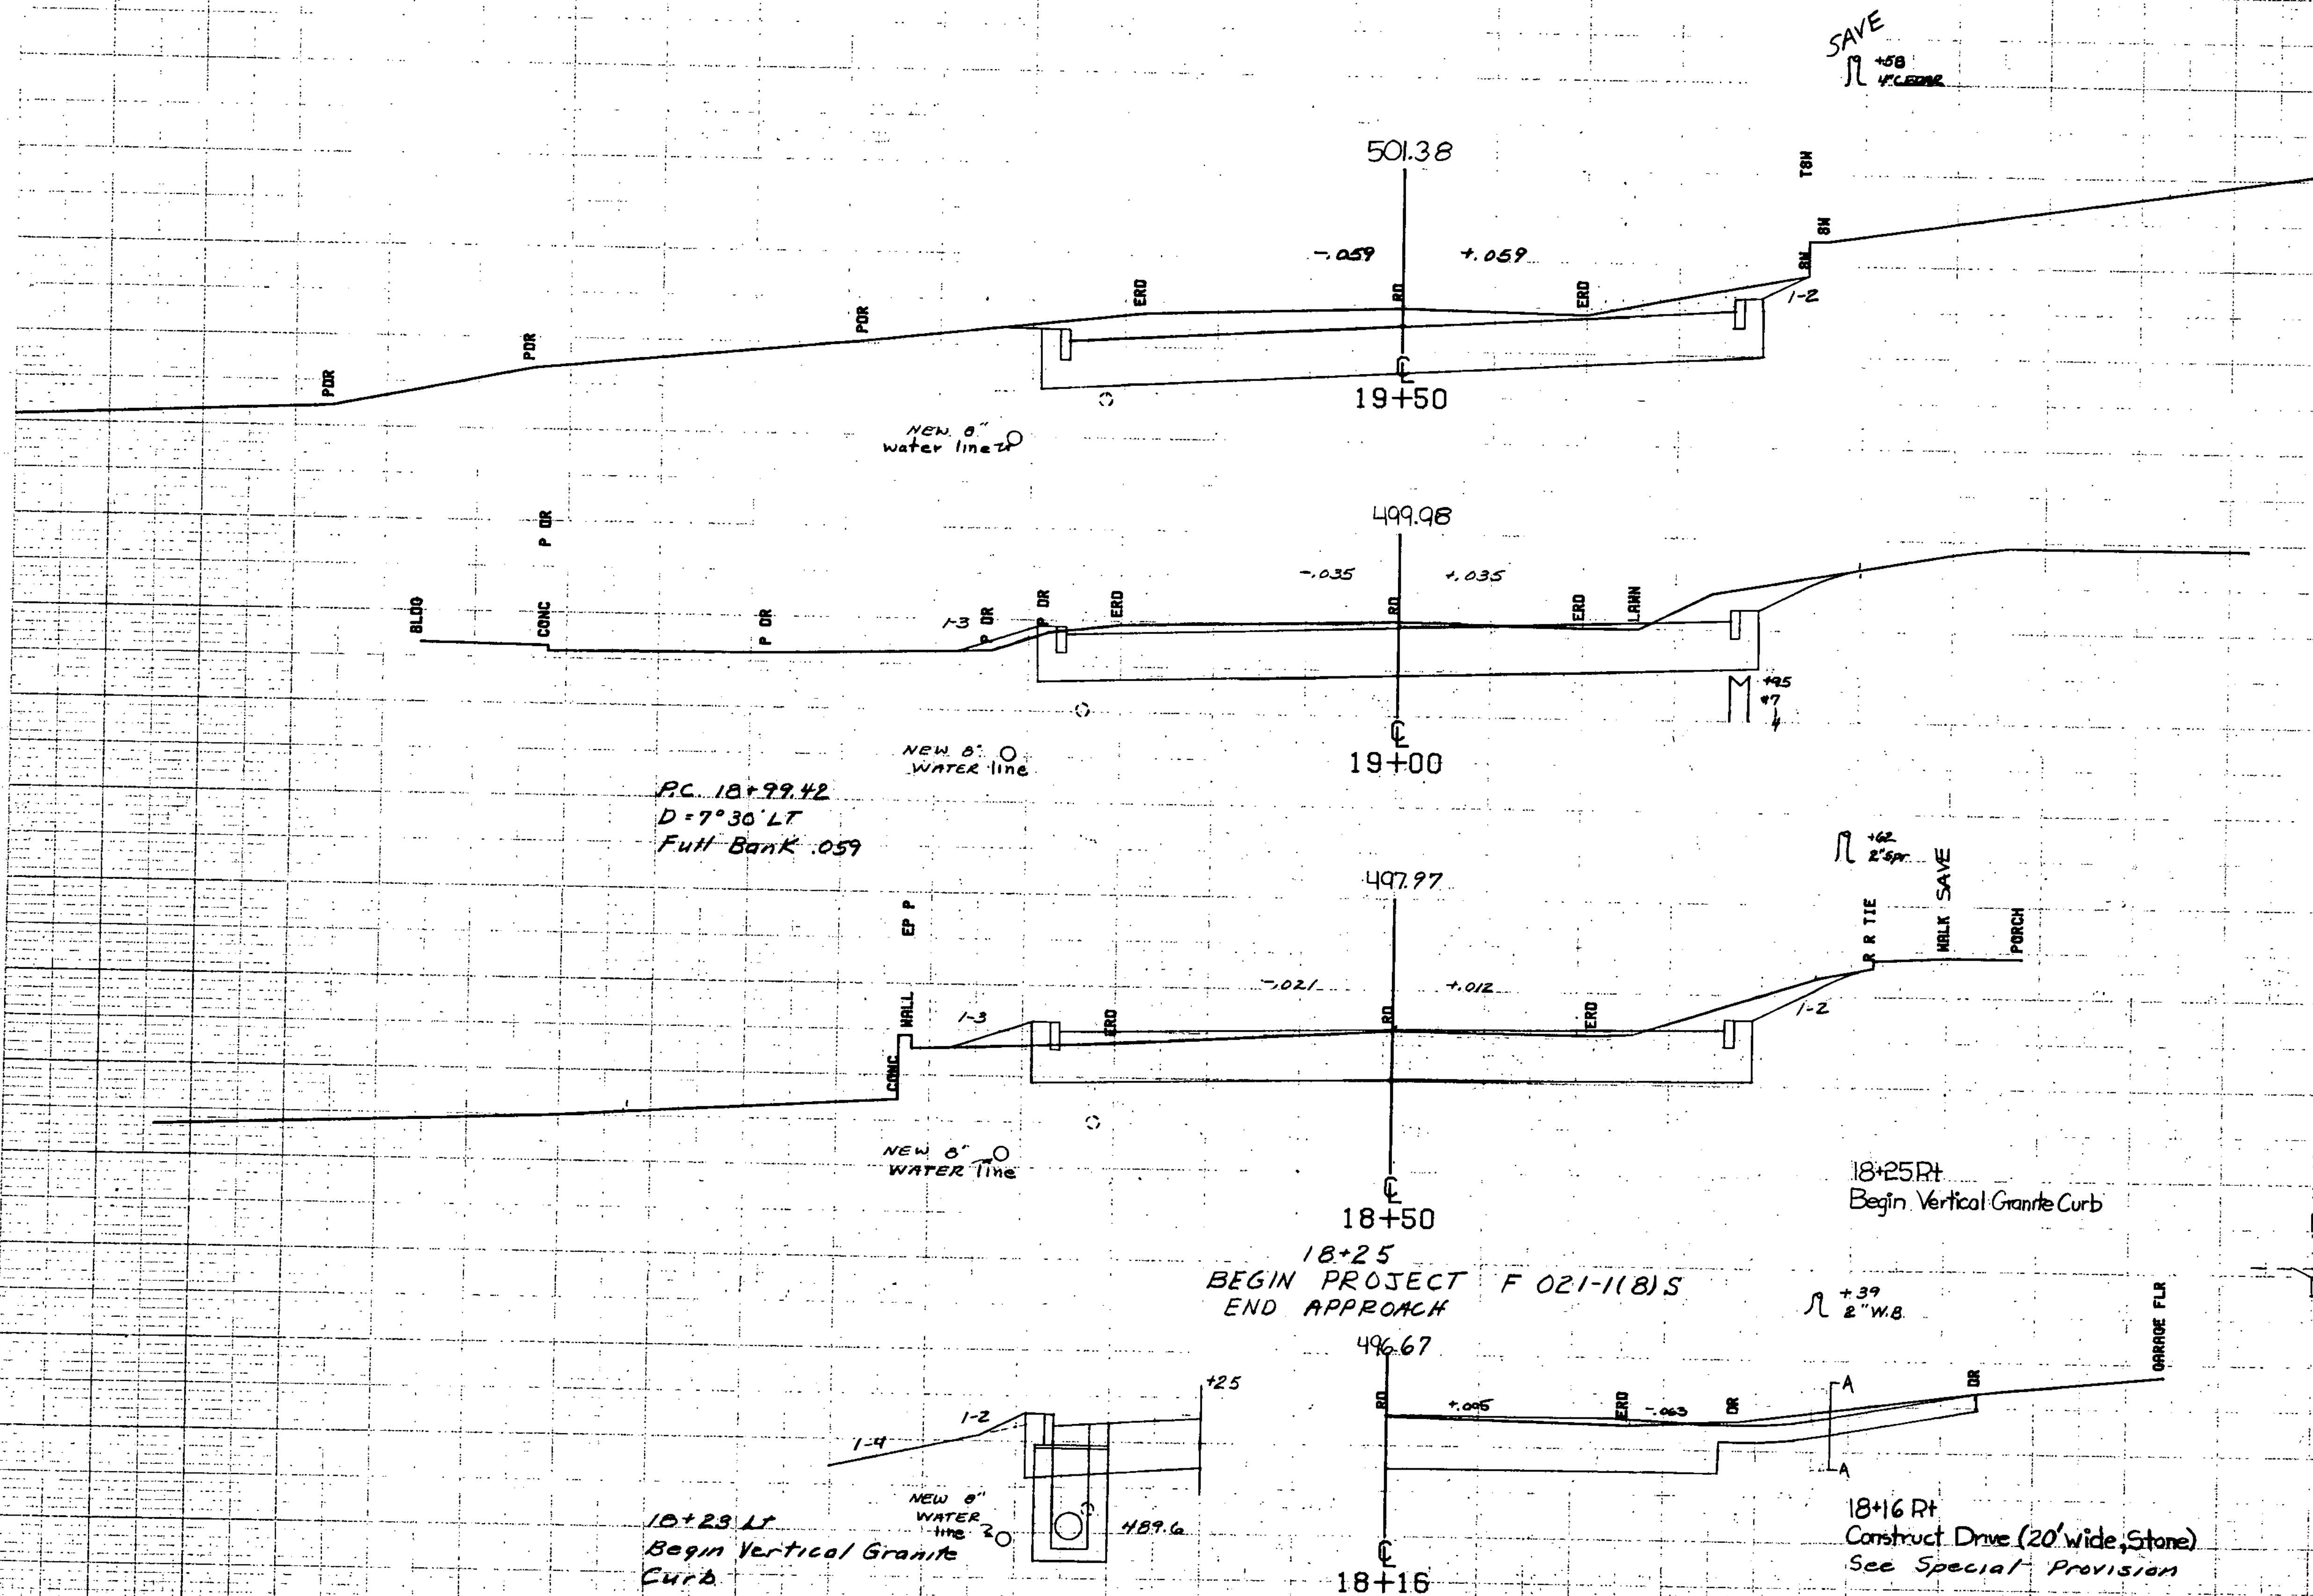 SAVE
+58
4" CEDAR
501.38
TBW
BW
BW
-.059
+.059
ERD
RD
ERD
PDR
PDR
PDR
1-2
℄
19+50
NEW 8"
water line
499.98
P DR
-.035
+.035
BLDG
CONC
P DR
1-3
P DR
P DR
ERD
RD
ERD
LAWN
+95
#7
4
℄
19+00
NEW 8"
WATER line
P.C. 18+99.42
D = 7°30' LT
Full Bank .059
+62
2" Spr.
497.97
EP P
R R TIE
WALK SAVE
PORCH
-.021
+.012
CONC
WALL
1-3
ERD
RD
ERD
1-2
NEW 8"
WATER line
℄
18+50
18+25 Rt
Begin Vertical Granite Curb
18+25
BEGIN PROJECT F 021-1(8)S
END APPROACH
+39
2" W.B.
496.67
GARAGE FLR
+25
RD
+.005
ERD
-.063
DR
A
DR
1-2
1-4
A
NEW 8"
WATER
line
489.6
18+23 LT
Begin Vertical Granite
Curb
℄
18+16
18+16 Rt
Construct Drive (20' wide, Stone)
See Special Provision